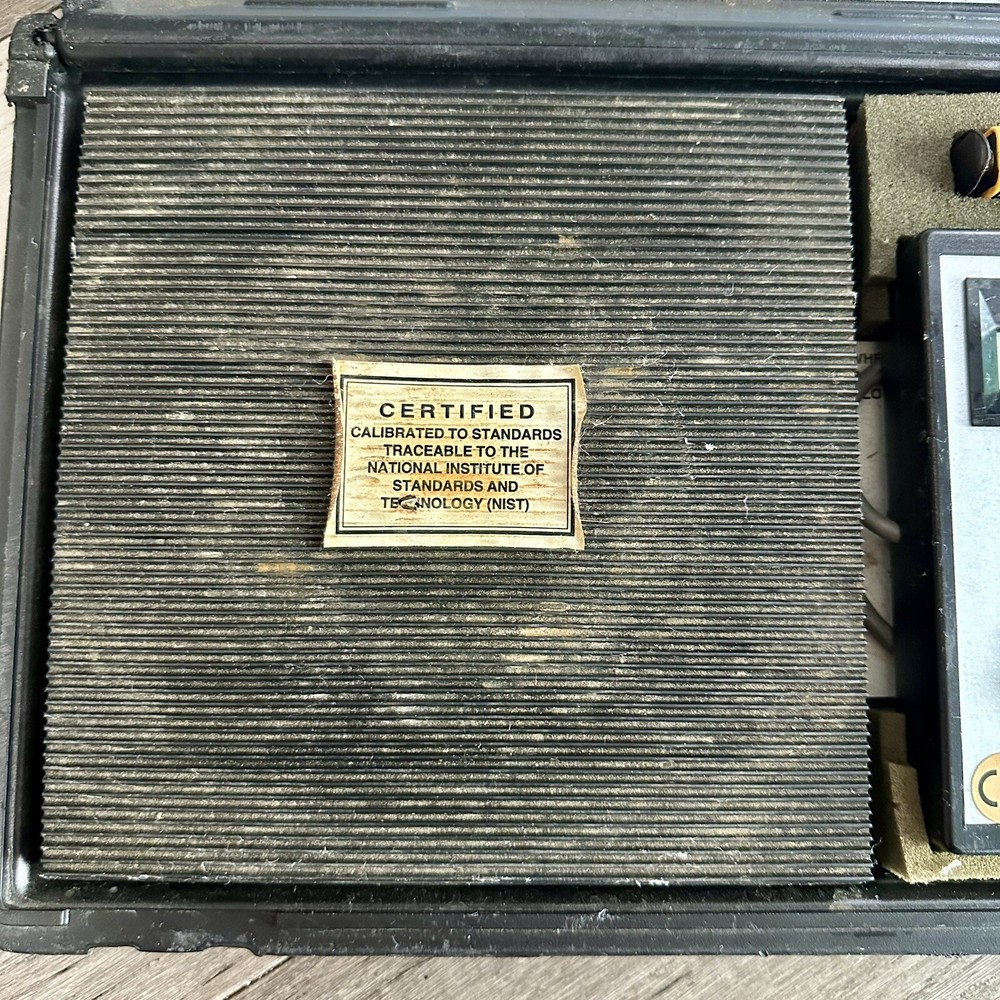 CERTIFIED
CALIBRATED TO STANDARDS
TRACEABLE TO THE
NATIONAL INSTITUTE OF
STANDARDS AND
TECHNOLOGY (NIST)